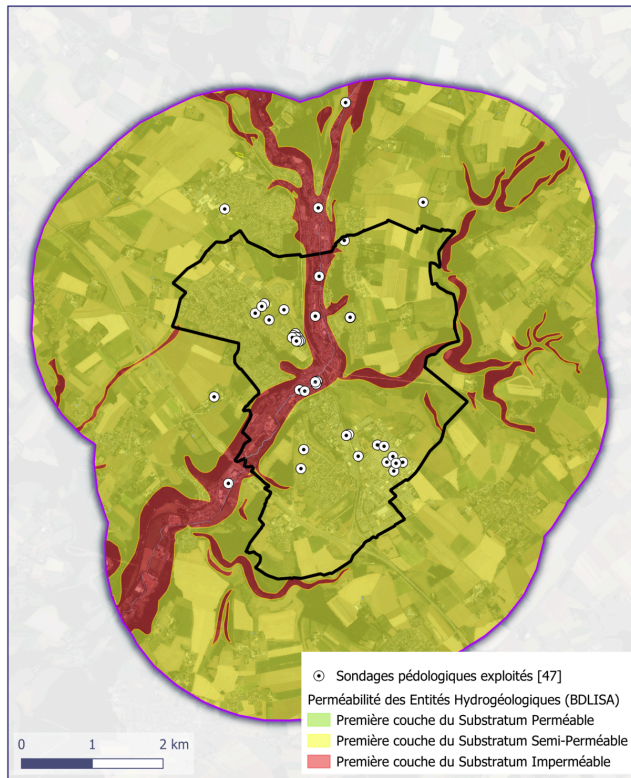 Sondages pédologiques exploités [47]
Perméabilité des Entités Hydrogéologiques (BDLISA)
Première couche du Substratum Perméable
Première couche du Substratum Semi-Perméable
Première couche du Substratum Imperméable
0 1 2 km